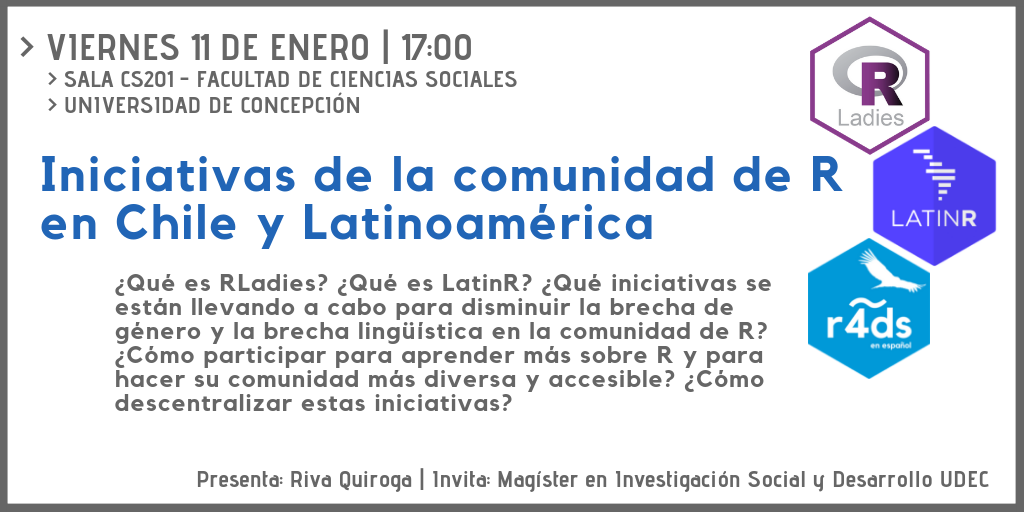 > VIERNES 11 DE ENERO | 17:00
> SALA CS201 - FACULTAD DE CIENCIAS SOCIALES
> UNIVERSIDAD DE CONCEPCIÓN
R
Ladies
Iniciativas de la comunidad de R
en Chile y Latinoamérica
LATINR
¿Qué es RLadies? ¿Qué es LatinR? ¿Qué iniciativas se
están llevando a cabo para disminuir la brecha de
género y la brecha lingüística en la comunidad de R?
¿Cómo participar para aprender más sobre R y para
hacer su comunidad más diversa y accesible? ¿Cómo
descentralizar estas iniciativas?
r4ds
en español
Presenta: Riva Quiroga | Invita: Magíster en Investigación Social y Desarrollo UDEC